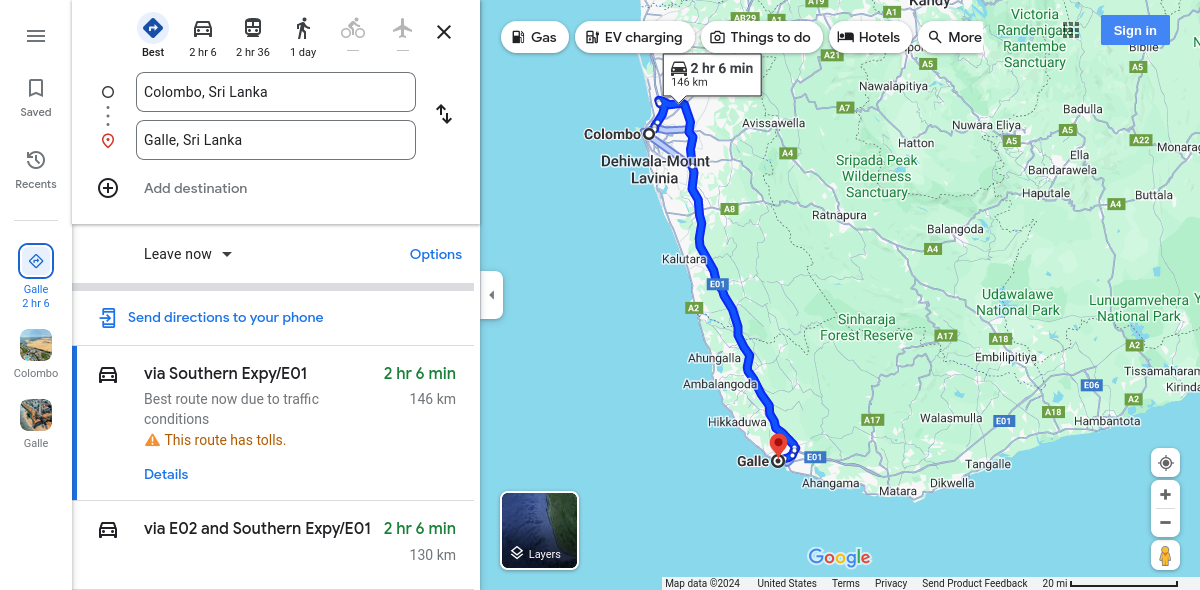 Saved
Recents
Galle
2 hr 6
Colombo
Galle
Best
2 hr 6
2 hr 36
1 day
—
—
Colombo, Sri Lanka
Galle, Sri Lanka
Add destination
Leave now
Options
Send directions to your phone
via Southern Expy/E01
2 hr 6 min
Best route now due to traffic
146 km
conditions
This route has tolls.
Details
via E02 and Southern Expy/E01
2 hr 6 min
130 km
Gas
EV charging
Things to do
Hotels
More
Sign in
AB29
A1
A19
A1
Kandy
Victoria
Randenigala
Rantembe
Sanctuary
Bibile
A21
A5
A5
2 hr 6 min
146 km
Nawalapitiya
A7
Badulla
Avissawella
Nuwara Eliya
A5
A5
A22
Colombo
Hatton
Monaraga
A4
Ella
Dehiwala-Mount
Lavinia
Sripada Peak
Wilderness
Sanctuary
Bandarawela
Haputale
Buttala
A4
A8
Ratnapura
Balangoda
A4
Kalutara
E01
A2
Udawalawe
National Park
Lunugamvehera
National Park
Sinharaja
Forest Reserve
A17
A18
A2
Ahungalla
Embilipitiya
Tissamaharam
Ambalangoda
E06
Kirinda
A2
Hikkaduwa
A17
Walasmulla
E01
A18
Hambantota
Galle
E01
Tangalle
Ahangama
Dikwella
Matara
Layers
Google
Map data ©2024
United States
Terms
Privacy
Send Product Feedback
20 mi